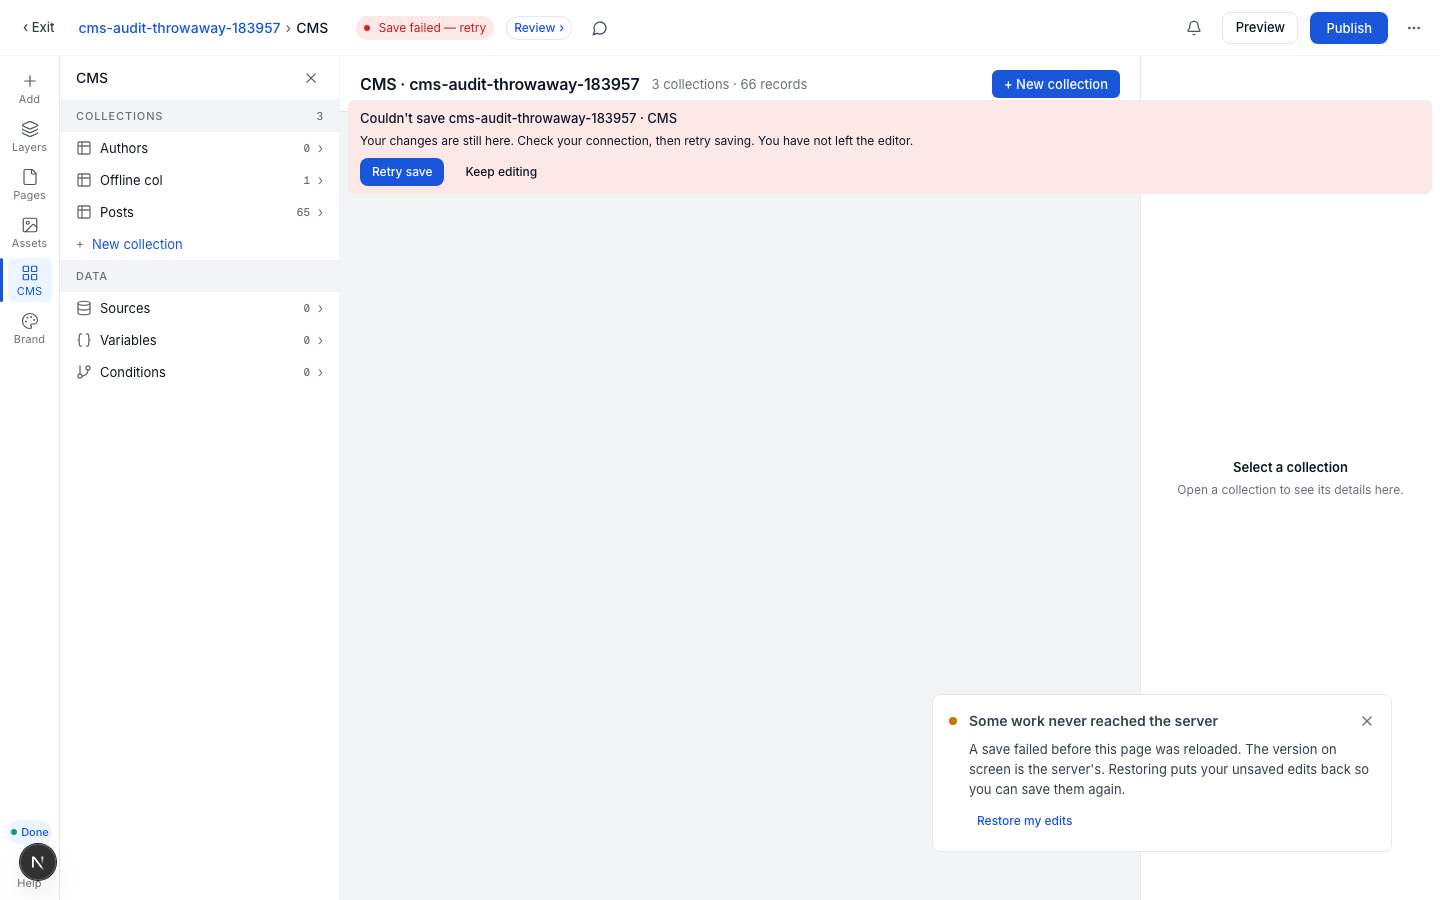 ‹ Exit
cms-audit-throwaway-183957 › CMS
Save failed — retry
Review ›
Preview
Publish
Add
Layers
Pages
Assets
CMS
Brand
Done
N
Help
CMS
COLLECTIONS 3
Authors 0 ›
Offline col 1 ›
Posts 65 ›
+ New collection
DATA
Sources 0 ›
Variables 0 ›
Conditions 0 ›
CMS · cms-audit-throwaway-183957 3 collections · 66 records
+ New collection
Couldn't save cms-audit-throwaway-183957 · CMS
Your changes are still here. Check your connection, then retry saving. You have not left the editor.
Retry save
Keep editing
Select a collection
Open a collection to see its details here.
Some work never reached the server
A save failed before this page was reloaded. The version on
screen is the server's. Restoring puts your unsaved edits back so
you can save them again.
Restore my edits